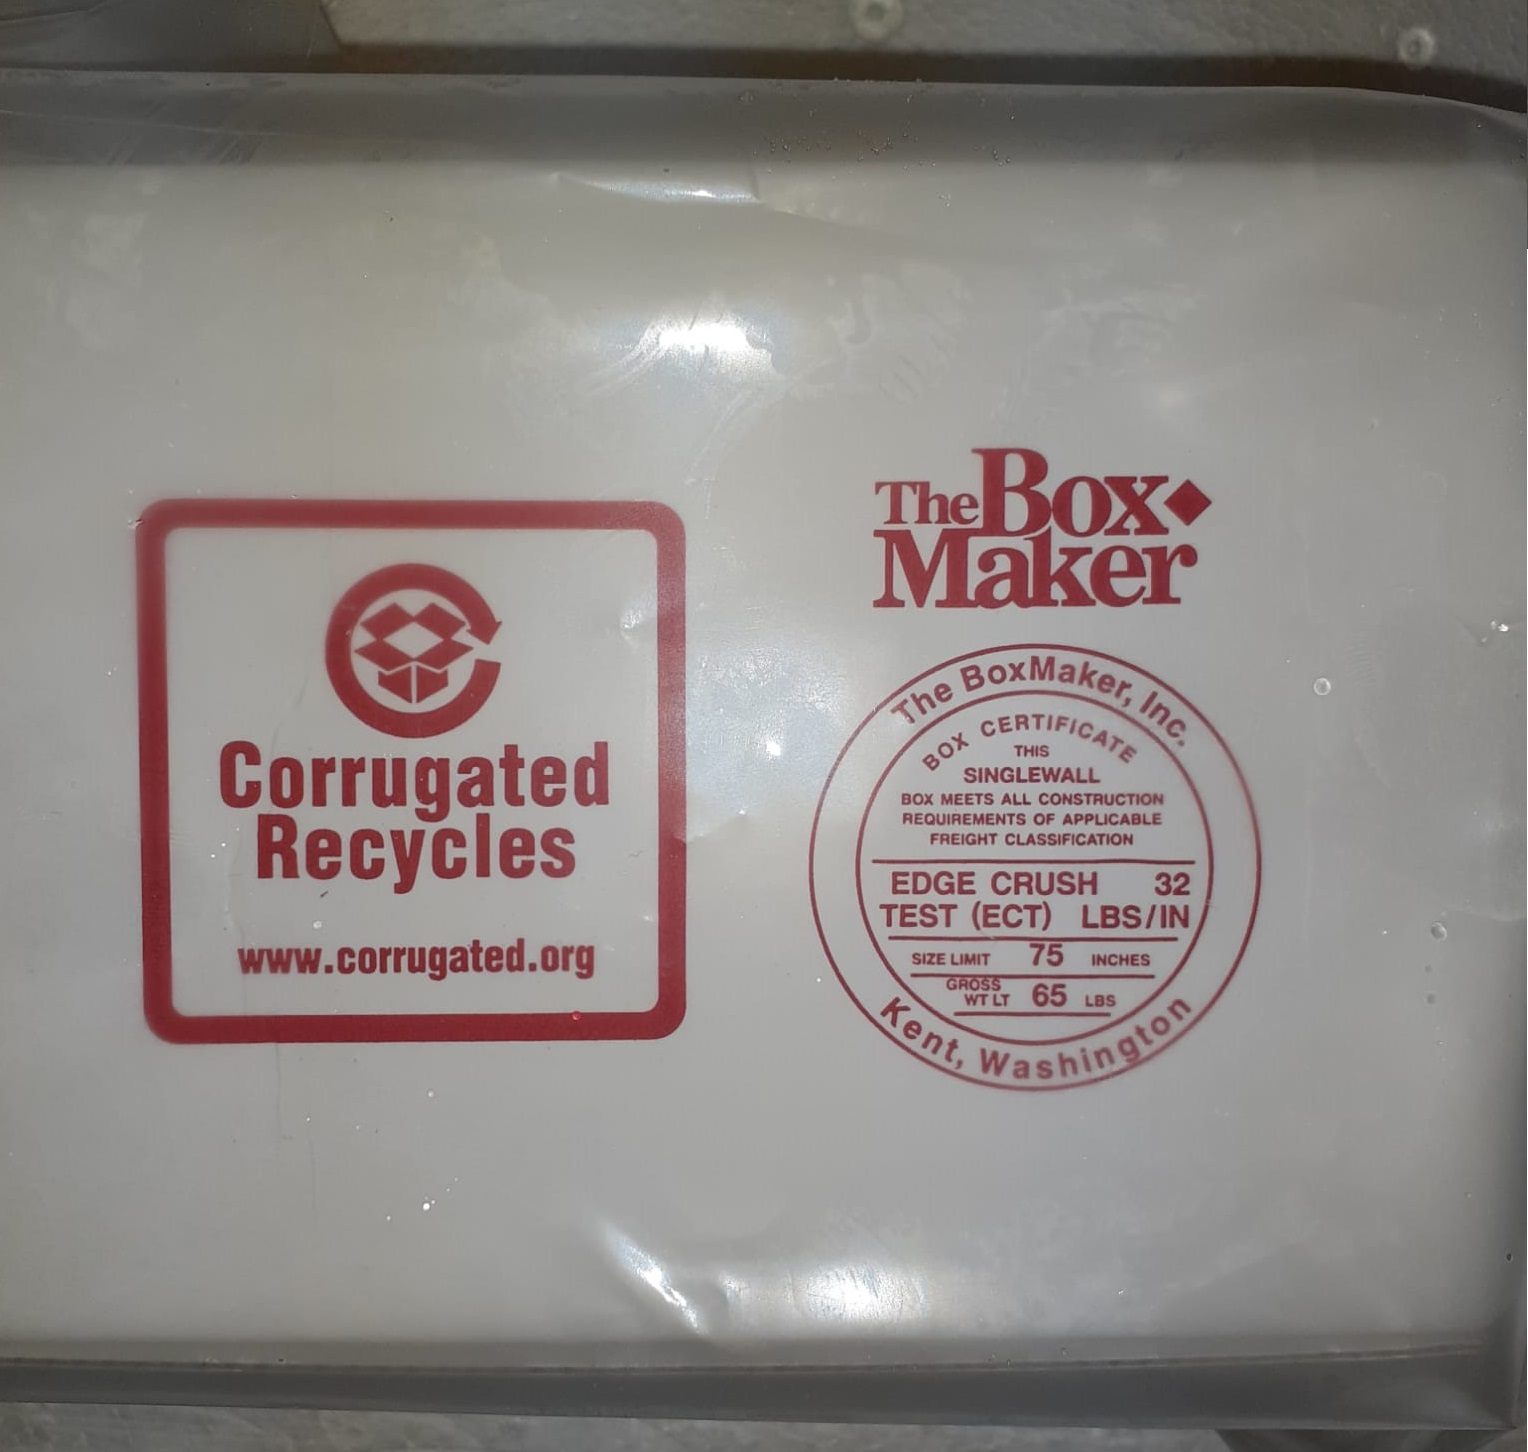 Corrugated
Recycles
www.corrugated.org
The Box
Maker
The BoxMaker, Inc.
BOX CERTIFICATE
THIS
SINGLEWALL
BOX MEETS ALL CONSTRUCTION
REQUIREMENTS OF APPLICABLE
FREIGHT CLASSIFICATION
EDGE CRUSH 32
TEST (ECT) LBS/IN
SIZE LIMIT 75 INCHES
GROSS
WT LT 65 LBS
Kent, Washington